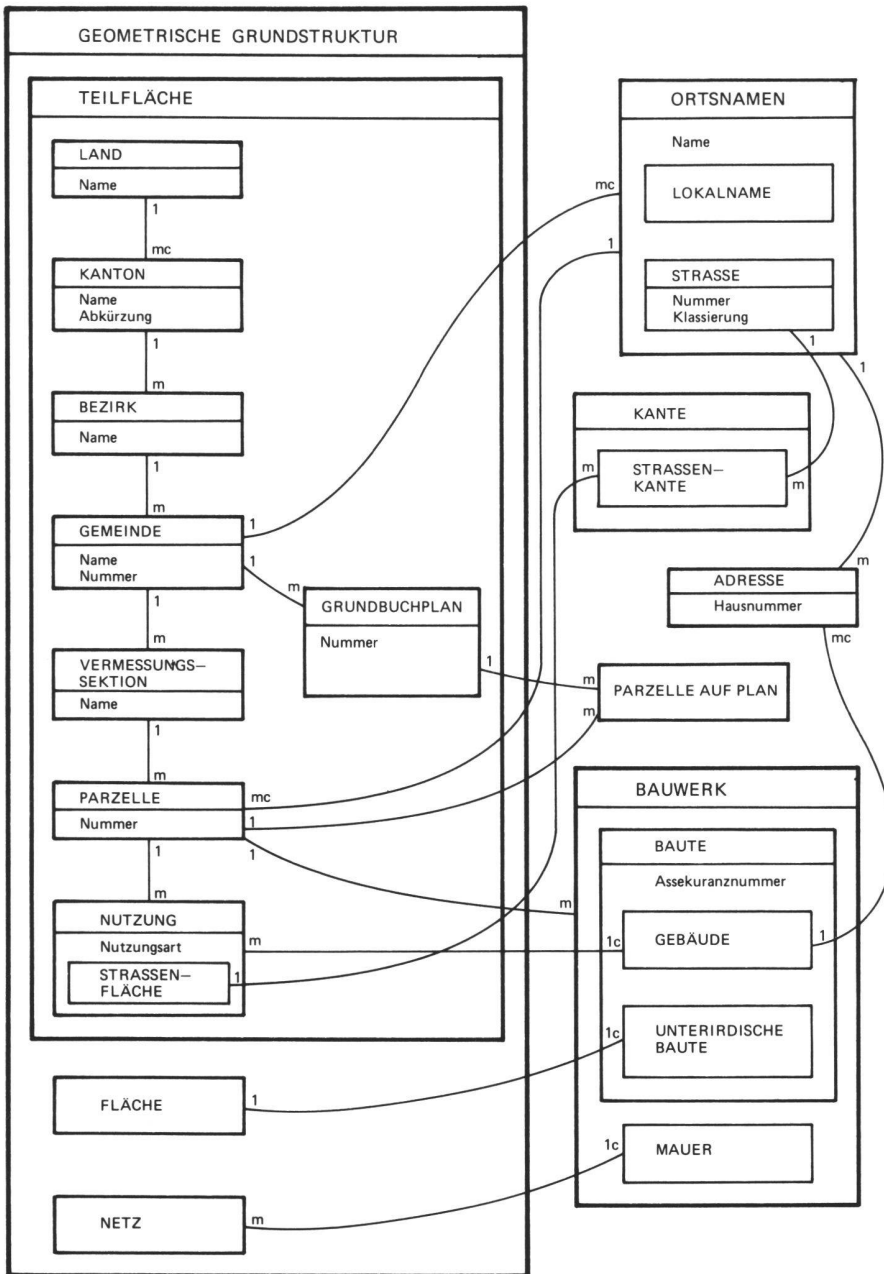 GEOMETRISCHE GRUNDSTRUKTUR
TEILFLÄCHE
LAND
Name
1
mc
KANTON
Name
Abkürzung
1
m
BEZIRK
Name
1
m
GEMEINDE
Name
Nummer
1
1
1
m
VERMESSUNGS–
SEKTION
Name
1
m
PARZELLE
Nummer
mc
1
1
1
m
NUTZUNG
Nutzungsart
m
STRASSEN–
FLÄCHE
1
m
GRUNDBUCHPLAN
Nummer
1
FLÄCHE
1
NETZ
m
ORTSNAMEN
Name
mc
LOKALNAME
1
STRASSE
Nummer
Klassierung
1
1
KANTE
m
STRASSEN–
KANTE
m
m
ADRESSE
Hausnummer
mc
m
PARZELLE AUF PLAN
m
BAUWERK
BAUTE
Assekuranznummer
m
1c
GEBÄUDE
1
1c
UNTERIRDISCHE
BAUTE
1c
MAUER